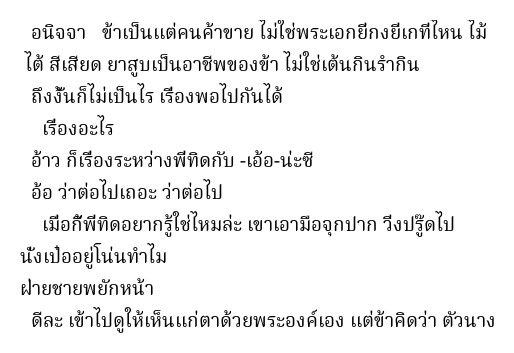 อนิจจา ข้าเป็นแต่คนค้าขาย ไม่ใช่พระเอกยี่กงยี่เกที่ไหน ไม้
ไต้ สีเสียด ยาสูบเป็นอาชีพของข้า ไม่ใช่เต้นกินรำกิน
ถึงงั้นก็ไม่เป็นไร เรื่องพอไปกันได้
เรื่องอะไร
อ้าว ก็เรื่องระหว่างพี่ทิดกับ -เอ้อ-น่ะซี
อ้อ ว่าต่อไปเถอะ ว่าต่อไป
เมื่อกี้พี่ทิดอยากรู้ใช่ไหมล่ะ เขาเอามือจุกปาก วิ่งปรู๊ดไป
นั่งเป๋ออยู่โน่นทำไม
ฝ่ายชายพยักหน้า
ดีละ เข้าไปดูให้เห็นแก่ตาด้วยพระองค์เอง แต่ข้าคิดว่า ตัวนาง